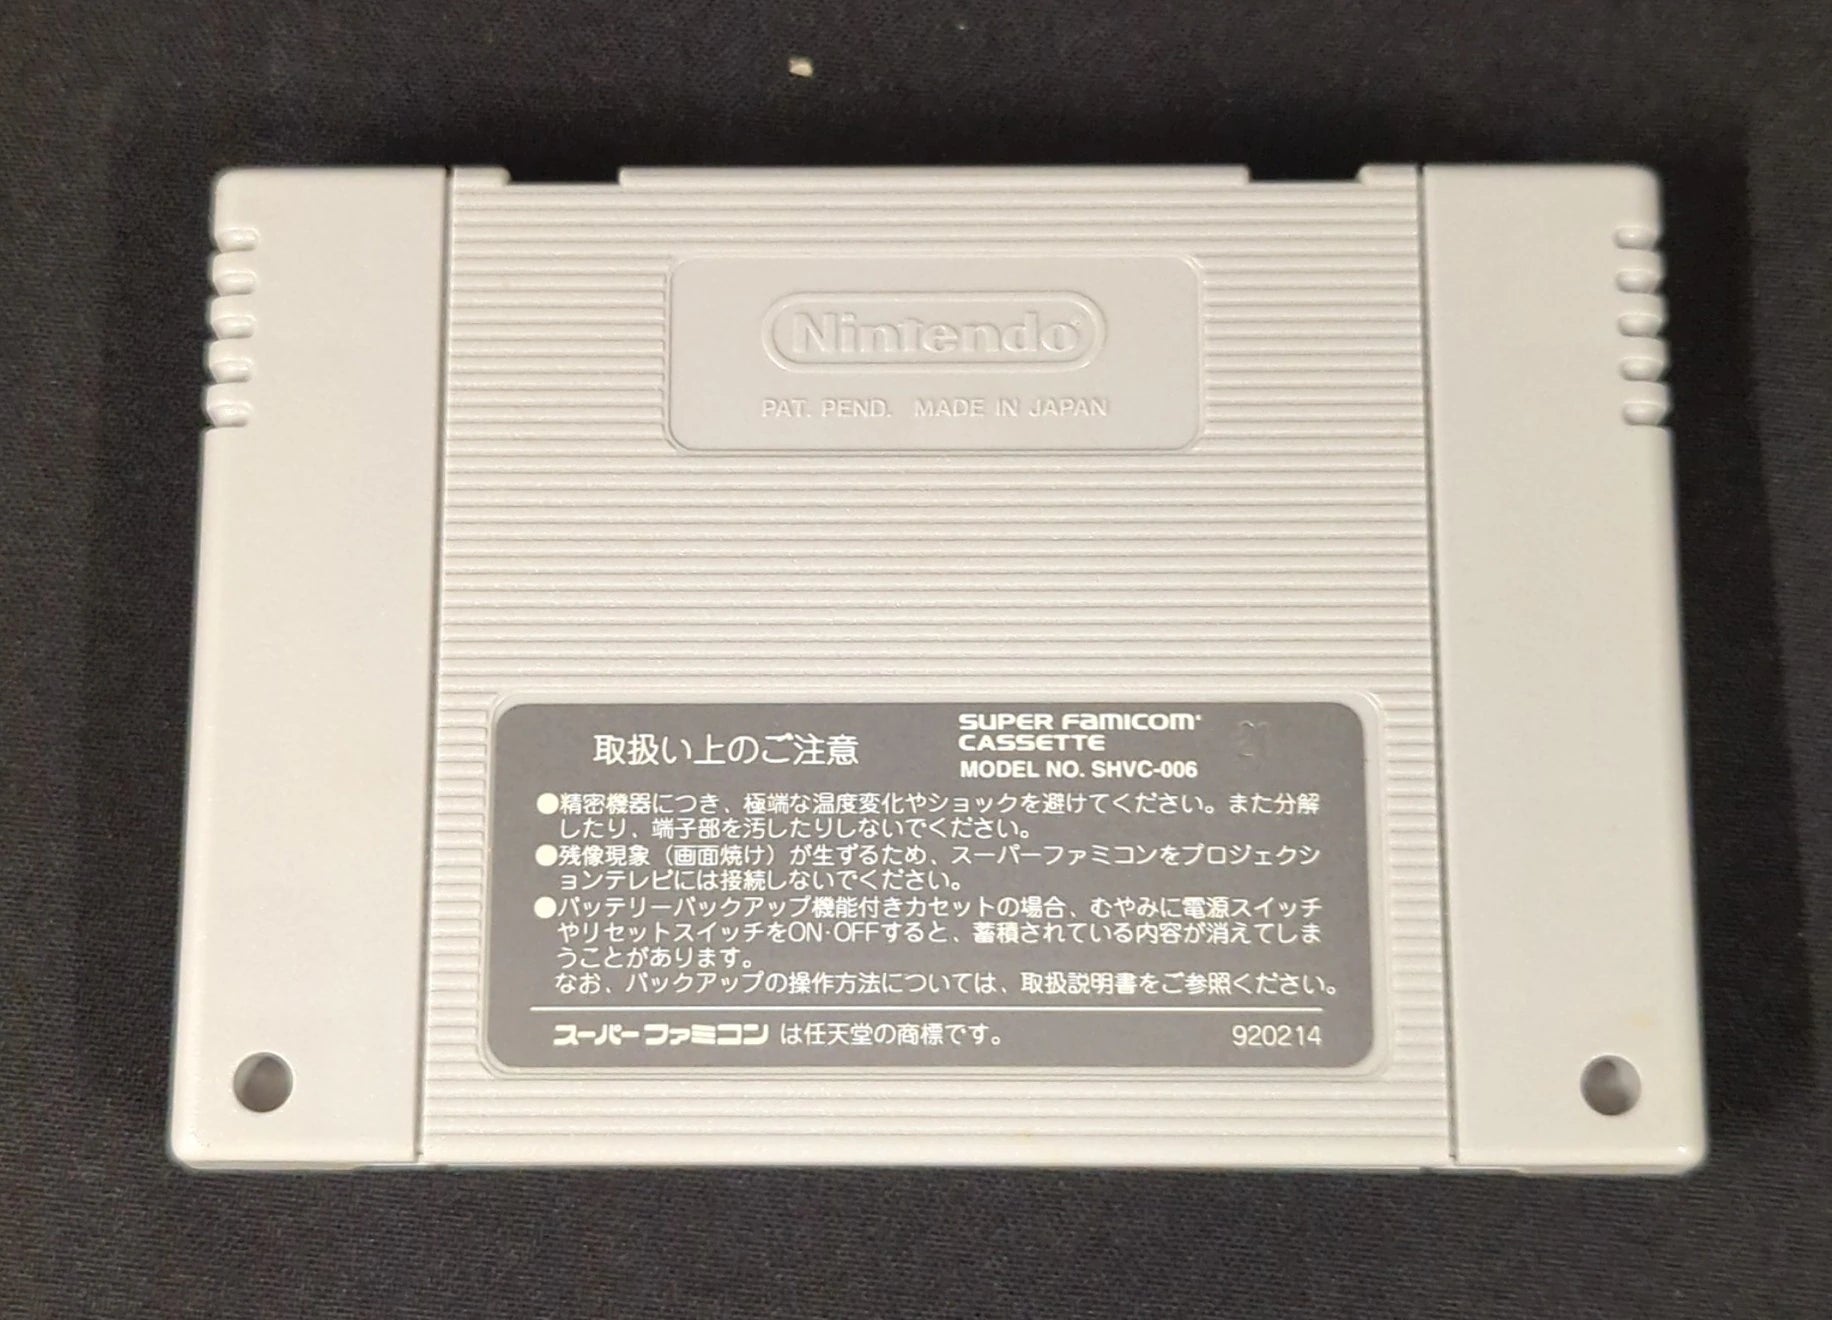 Nintendo
PAT. PEND. MADE IN JAPAN
取扱い上のご注意
SUPER FAMICOM
CASSETTE
MODEL NO. SHVC-006
21
●精密機器につき、極端な温度変化やショックを避けてください。また分解
したり、端子部を汚したりしないでください。
●残像現象（画面焼け）が生ずるため、スーパーファミコンをプロジェクシ
ョンテレビには接続しないでください。
●バッテリーバックアップ機能付きカセットの場合、むやみに電源スイッチ
やリセットスイッチをON·OFFすると、蓄積されている内容が消えてしま
うことがあります。
なお、バックアップの操作方法については、取扱説明書をご参照ください。
スーパーファミコン は任天堂の商標です。 920214